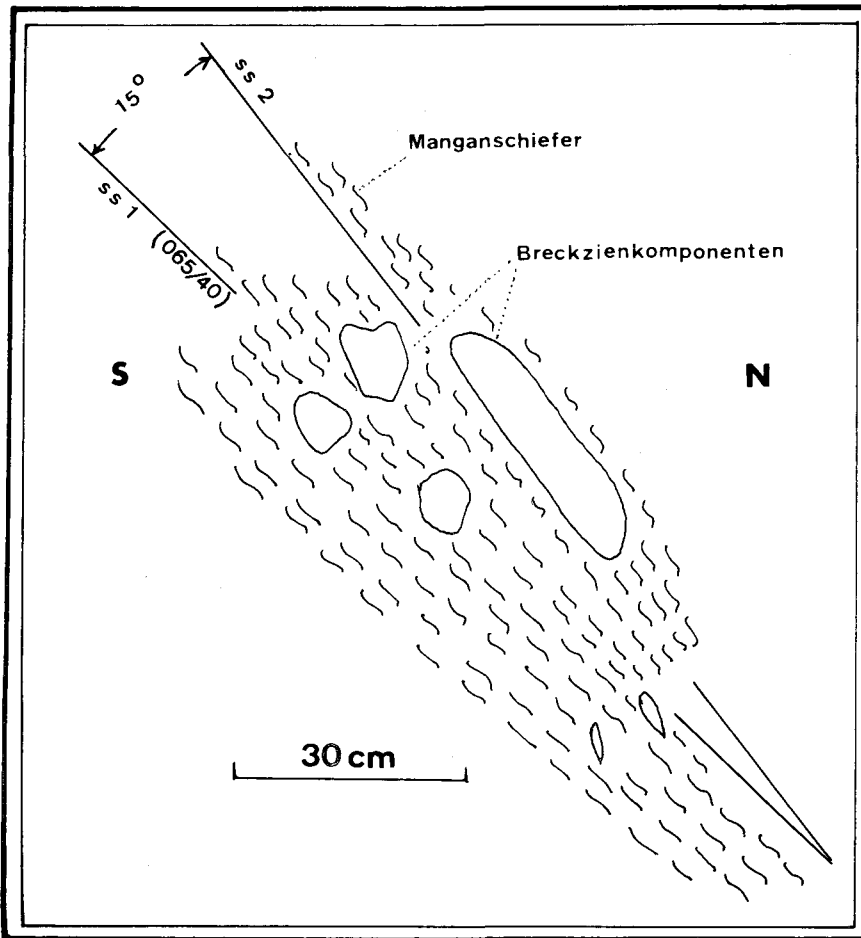 15°
ss 2
ss 1 (065/40)
Manganschiefer
Breckzienkomponenten
S
N
30 cm